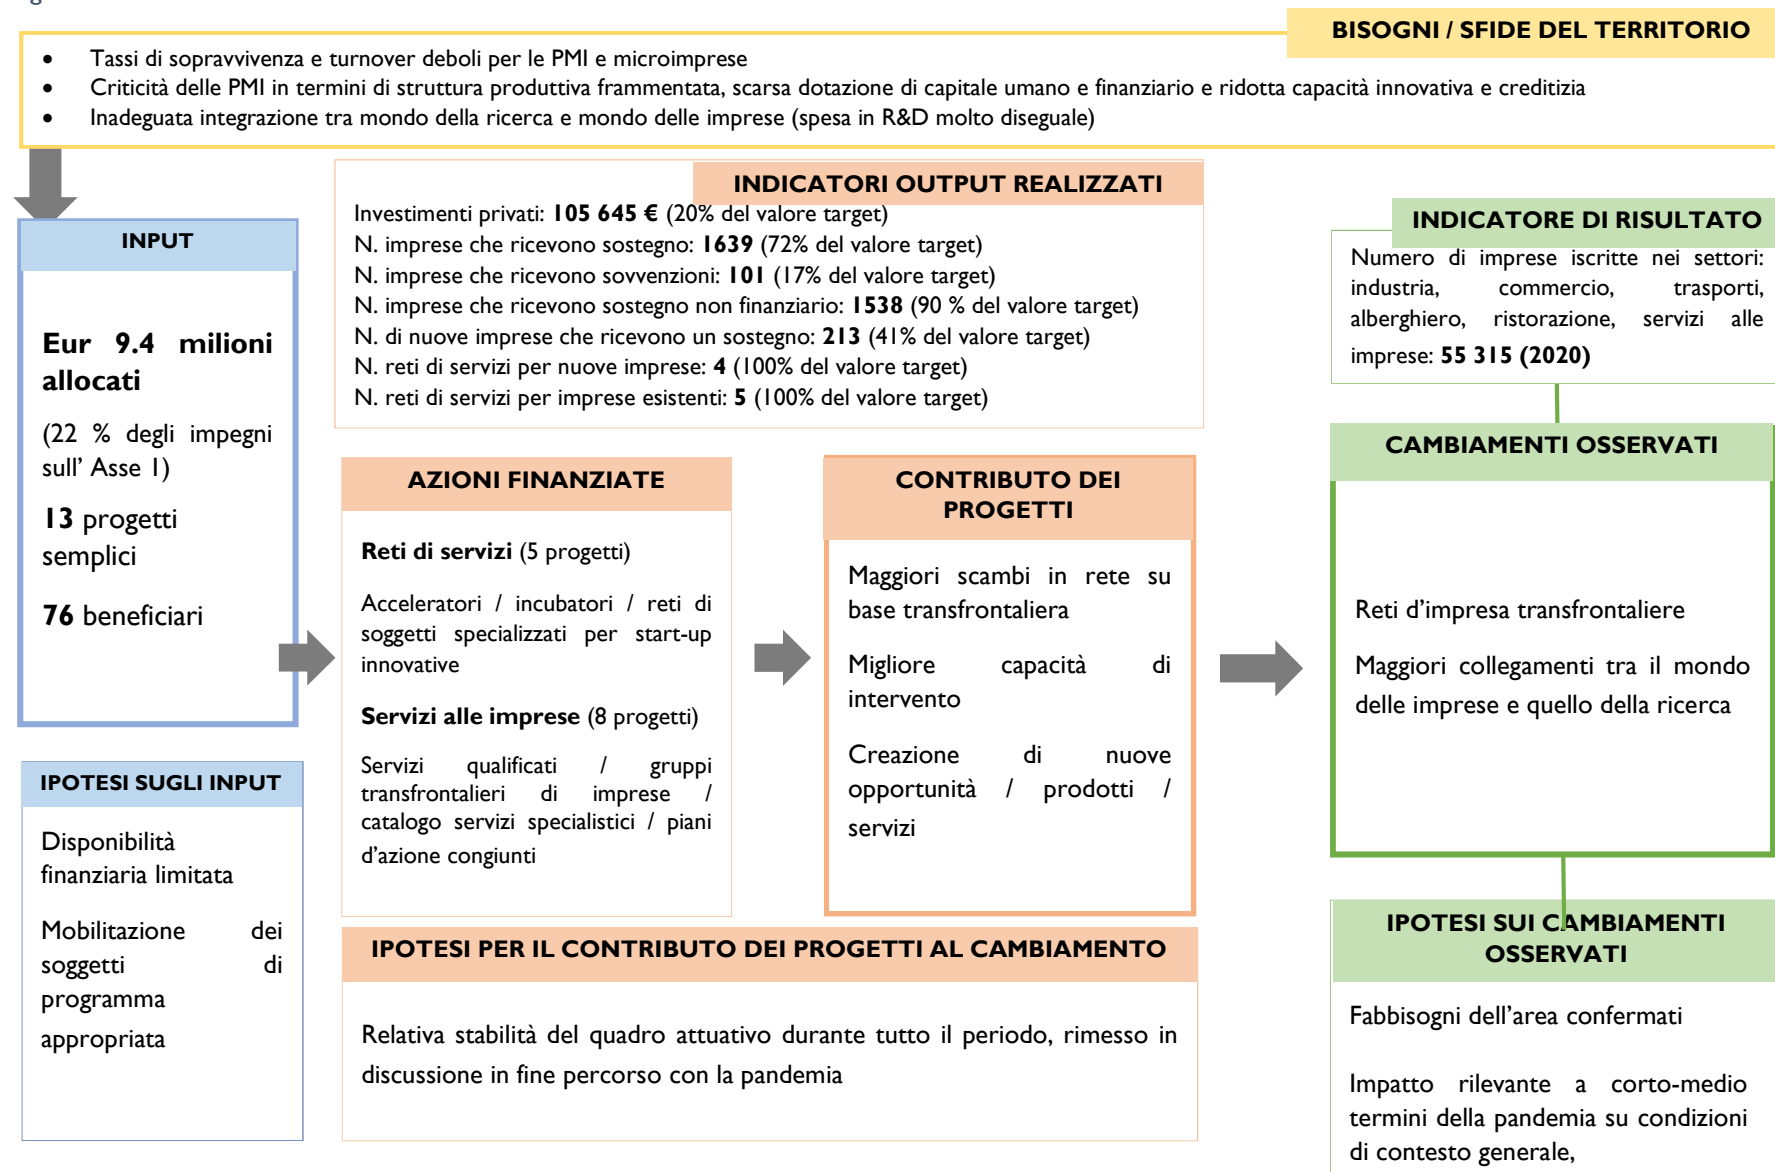 BISOGNI / SFIDE DEL TERRITORIO
• Tassi di sopravvivenza e turnover deboli per le PMI e microimprese
• Criticità delle PMI in termini di struttura produttiva frammentata, scarsa dotazione di capitale umano e finanziario e ridotta capacità innovativa e creditizia
• Inadeguata integrazione tra mondo della ricerca e mondo delle imprese (spesa in R&D molto diseguale)
INDICATORI OUTPUT REALIZZATI
Investimenti privati: 105 645 € (20% del valore target)
N. imprese che ricevono sostegno: 1639 (72% del valore target)
N. imprese che ricevono sovvenzioni: 101 (17% del valore target)
N. imprese che ricevono sostegno non finanziario: 1538 (90 % del valore target)
N. di nuove imprese che ricevono un sostegno: 213 (41% del valore target)
N. reti di servizi per nuove imprese: 4 (100% del valore target)
N. reti di servizi per imprese esistenti: 5 (100% del valore target)
INDICATORE DI RISULTATO
Numero di imprese iscritte nei settori:
industria, commercio, trasporti,
alberghiero, ristorazione, servizi alle
imprese: 55 315 (2020)
INPUT
Eur 9.4 milioni
allocati
(22 % degli impegni
sull' Asse 1)
13 progetti
semplici
76 beneficiari
AZIONI FINANZIATE
Reti di servizi (5 progetti)
Acceleratori / incubatori / reti di
soggetti specializzati per start-up
innovative
Servizi alle imprese (8 progetti)
Servizi qualificati / gruppi
transfrontalieri di imprese /
catalogo servizi specialistici / piani
d'azione congiunti
CONTRIBUTO DEI
PROGETTI
Maggiori scambi in rete su
base transfrontaliera
Migliore capacità di
intervento
Creazione di nuove
opportunità / prodotti /
servizi
CAMBIAMENTI OSSERVATI
Reti d'impresa transfrontaliere
Maggiori collegamenti tra il mondo
delle imprese e quello della ricerca
IPOTESI SUGLI INPUT
Disponibilità
finanziaria limitata
Mobilitazione dei
soggetti di
programma
appropriata
IPOTESI PER IL CONTRIBUTO DEI PROGETTI AL CAMBIAMENTO
Relativa stabilità del quadro attuativo durante tutto il periodo, rimesso in
discussione in fine percorso con la pandemia
IPOTESI SUI CAMBIAMENTI
OSSERVATI
Fabbisogni dell'area confermati
Impatto rilevante a corto-medio
termini della pandemia su condizioni
di contesto generale,